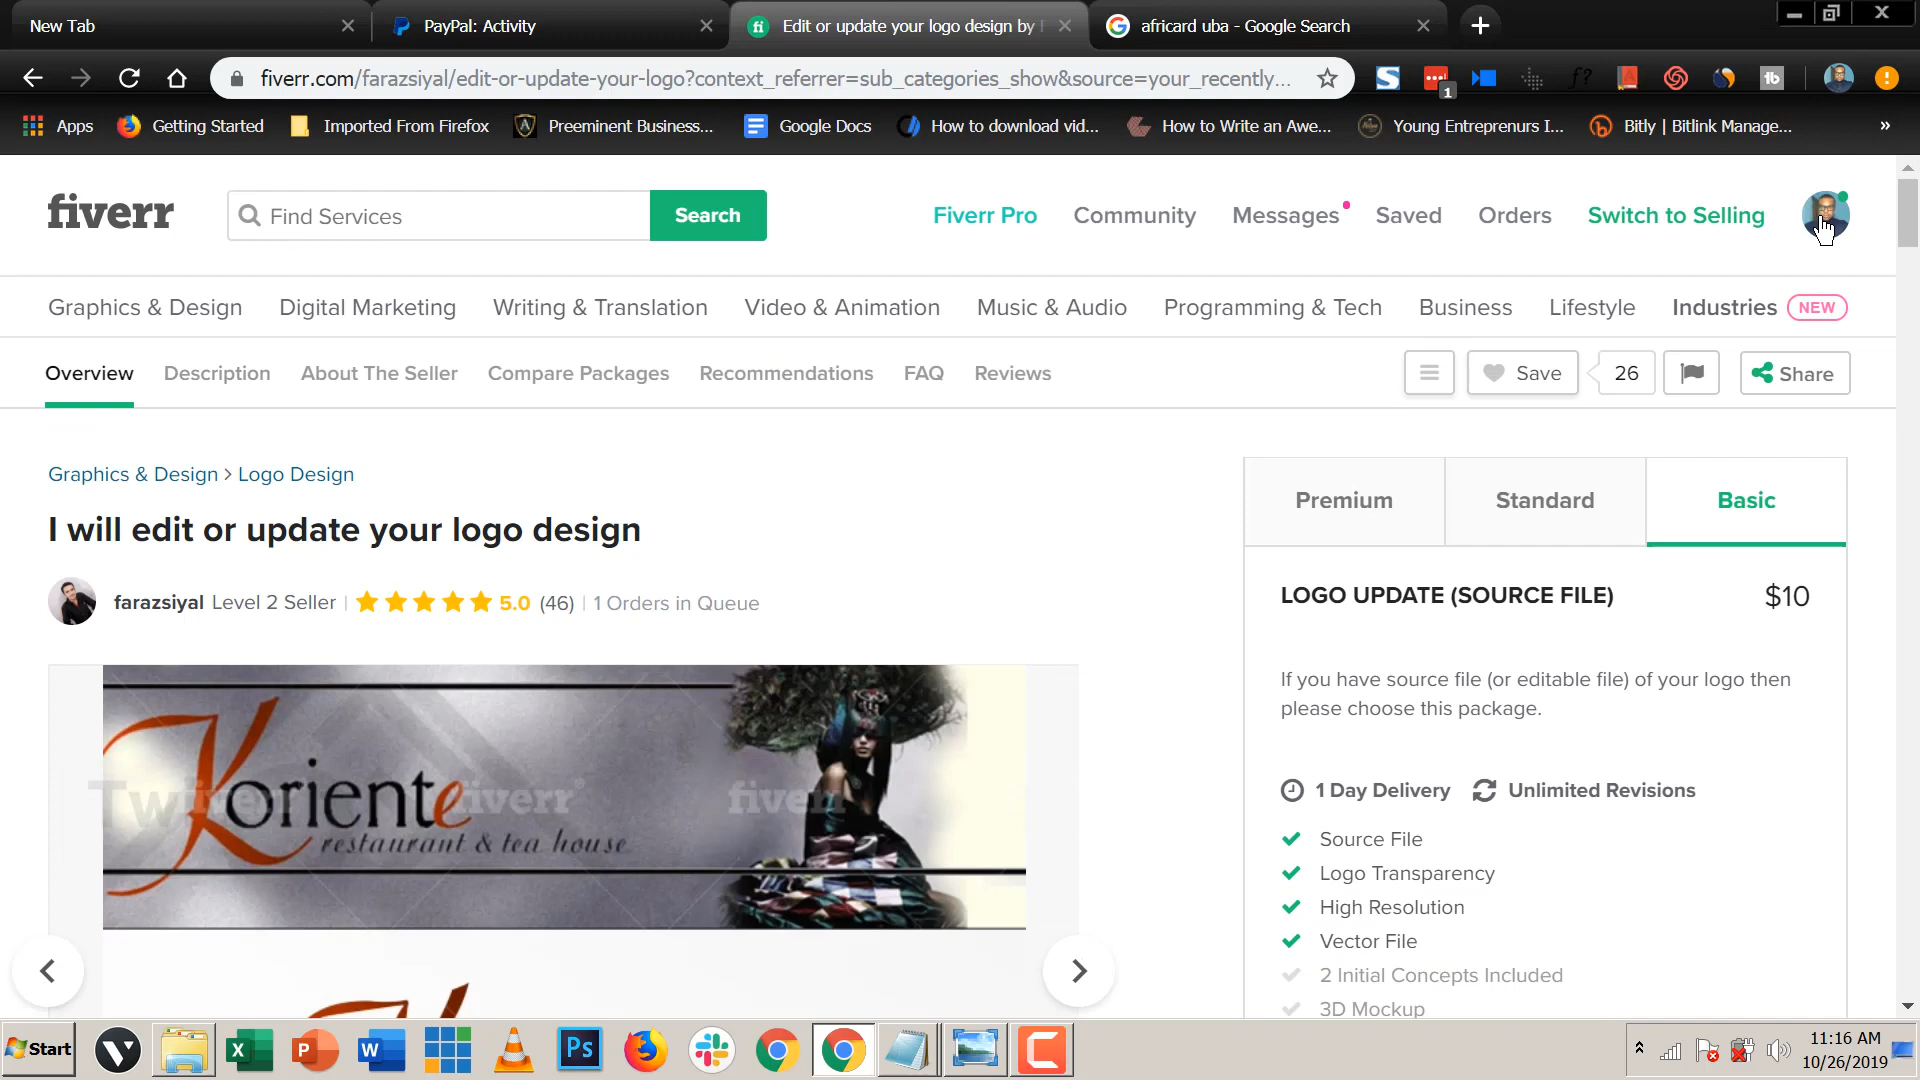 New Tab
PayPal: Activity
Edit or update your logo design by
africard uba - Google Search
fiverr.com/farazsiyal/edit-or-update-your-logo?context_referrer=sub_categories_show&source=your_recently...
1
f?
Apps
Getting Started
Imported From Firefox
Preeminent Business...
Google Docs
How to download vid...
How to Write an Awe...
Young Entreprenurs I...
Bitly | Bitlink Manage...
»
fiverr
Find Services
Search
Fiverr Pro
Community
Messages
Saved
Orders
Switch to Selling
Graphics & Design
Digital Marketing
Writing & Translation
Video & Animation
Music & Audio
Programming & Tech
Business
Lifestyle
Industries NEW
Overview
Description
About The Seller
Compare Packages
Recommendations
FAQ
Reviews
Save
26
Share
Graphics & Design > Logo Design
I will edit or update your logo design
farazsiyal Level 2 Seller | 5.0 (46) | 1 Orders in Queue
Koriente
restaurant & tea house
fiverr
fiverr
fiverr
Premium
Standard
Basic
LOGO UPDATE (SOURCE FILE)
$10
If you have source file (or editable file) of your logo then
please choose this package.
1 Day Delivery
Unlimited Revisions
Source File
Logo Transparency
High Resolution
Vector File
2 Initial Concepts Included
3D Mockup
Start
11:16 AM
10/26/2019